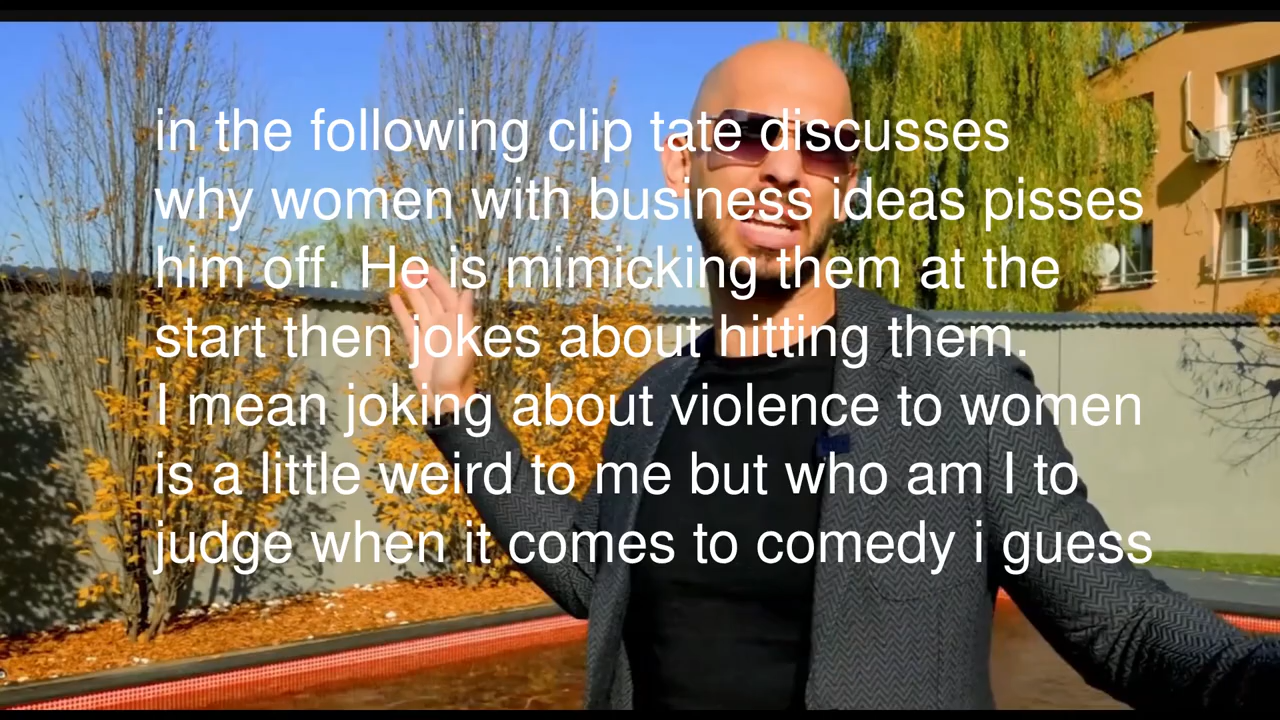 in the following clip tate discusses
why women with business ideas pisses
him off. He is mimicking them at the
start then jokes about hitting them.
I mean joking about violence to women
is a little weird to me but who am I to
judge when it comes to comedy i guess